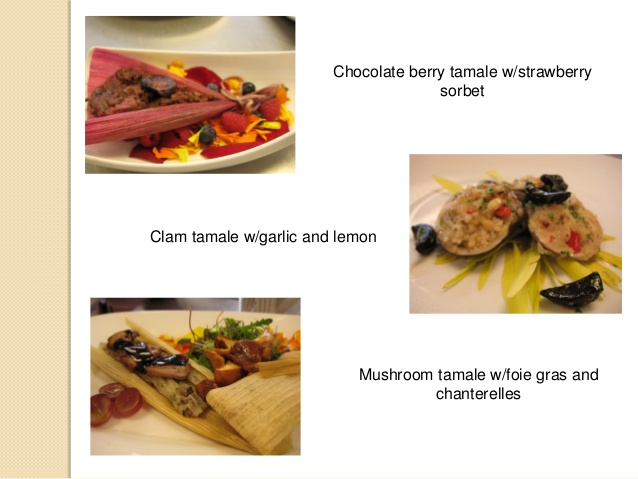 Chocolate berry tamale w/strawberry
sorbet
Clam tamale w/garlic and lemon
Mushroom tamale w/foie gras and
chanterelles